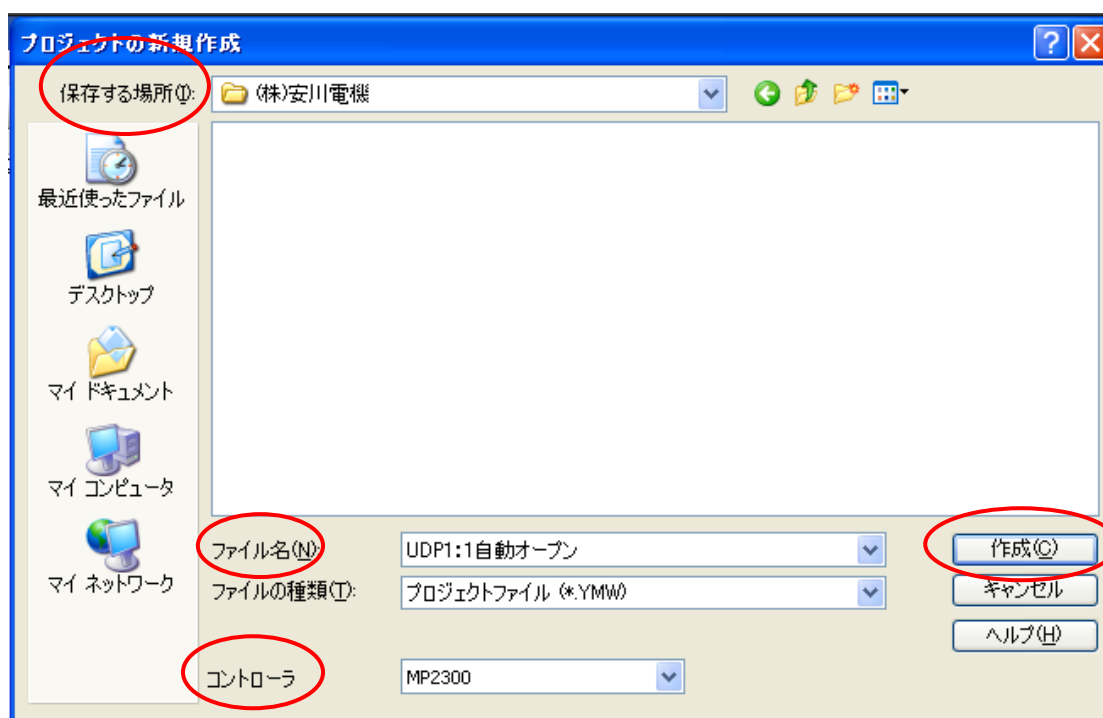 プロジェクトの新規作成
保存する場所(I):
(株)安川電機
最近使ったファイル
デスクトップ
マイ ドキュメント
マイ コンピュータ
マイ ネットワーク
ファイル名(N):
UDP1:1自動オープン
作成(C)
ファイルの種類(T):
プロジェクトファイル (*.YMW)
キャンセル
ヘルプ(H)
コントローラ
MP2300